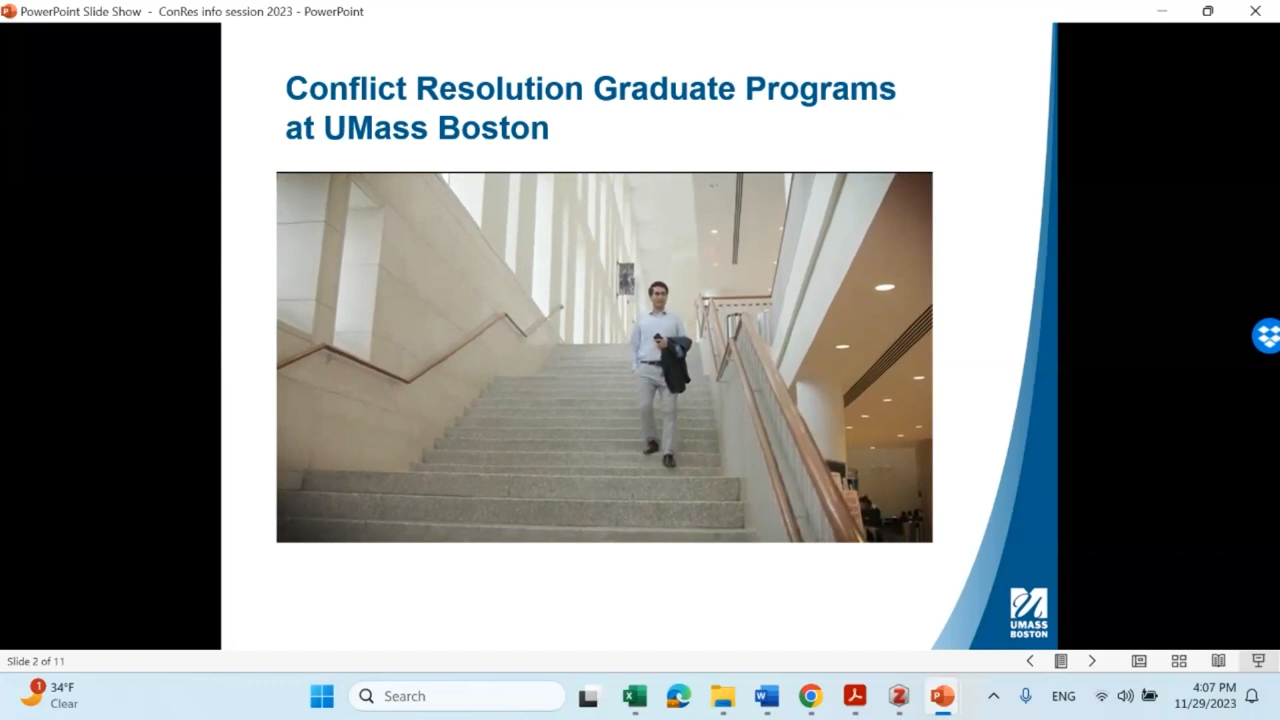 PowerPoint Slide Show - ConRes info session 2023 - PowerPoint
Conflict Resolution Graduate Programs
at UMass Boston
UMASS
BOSTON
Slide 2 of 11
1
34°F
Clear
Search
ENG
4:07 PM
11/29/2023